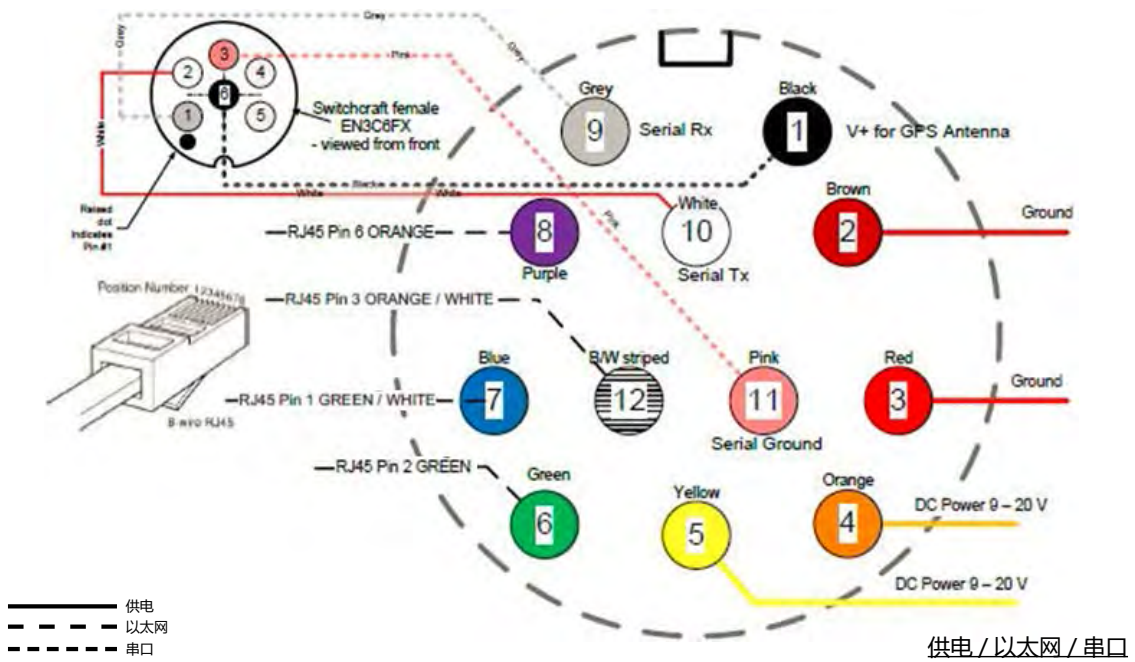 Grey
Grey
Grey
Pink
3
2
4
6
1
5
Switchcraft female
EN3C6FX
- viewed from front
White
Black
White
White
Pink
Raised
dot
Indicates
Pin #1
Grey
9
Serial Rx
Black
1
V+ for GPS Antenna
Brown
2
Ground
RJ45 Pin 6 ORANGE
8
Purple
White
10
Serial Tx
Position Number 12345678
RJ45 Pin 3 ORANGE / WHITE
Blue
7
B/W striped
12
Pink
11
Serial Ground
Red
3
Ground
RJ45 Pin 1 GREEN / WHITE
8-wire RJ45
RJ45 Pin 2 GREEN
Green
6
Yellow
5
Orange
4
DC Power 9 – 20 V
DC Power 9 – 20 V
供电
以太网
串口
供电 / 以太网 / 串口